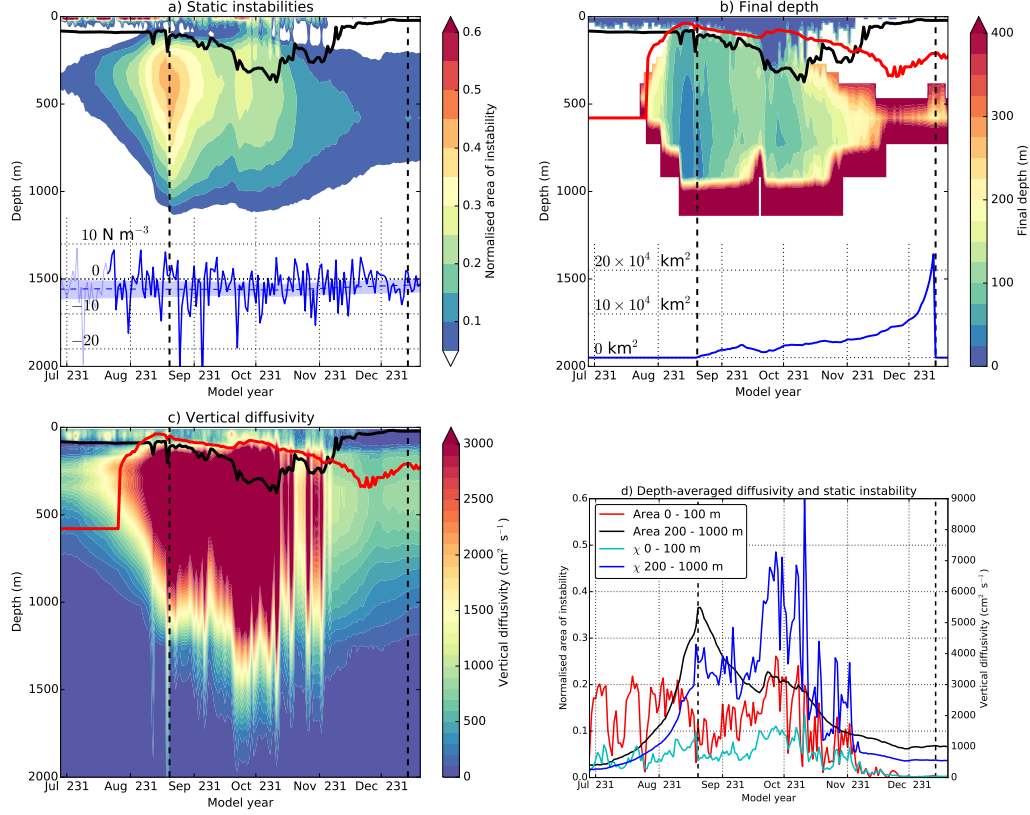 a) Static instabilities
0
500
1000
1500
2000
Depth (m)
10 N m⁻³
0
−10
−20
Jul 231
Aug 231
Sep 231
Oct 231
Nov 231
Dec 231
Model year
0.6
0.5
0.4
0.3
0.2
0.1
Normalised area of instability
b) Final depth
0
500
1000
1500
2000
Depth (m)
20 × 10⁴ km²
10 × 10⁴ km²
0 km²
Jul 231
Aug 231
Sep 231
Oct 231
Nov 231
Dec 231
Model year
400
300
200
100
0
Final depth (m)
c) Vertical diffusivity
0
500
1000
1500
2000
Depth (m)
Jul 231
Aug 231
Sep 231
Oct 231
Nov 231
Dec 231
Model year
3000
2500
2000
1500
1000
500
0
Vertical diffusivity (cm² s⁻¹)
d) Depth-averaged diffusivity and static instability
Area 0 - 100 m
Area 200 - 1000 m
χ 0 - 100 m
χ 200 - 1000 m
0.6
0.5
0.4
0.3
0.2
0.1
0.0
Normalised area of instability
9000
8000
7000
6000
5000
4000
3000
2000
1000
0
Vertical diffusivity (cm² s⁻¹)
Jul 231
Aug 231
Sep 231
Oct 231
Nov 231
Dec 231
Model year